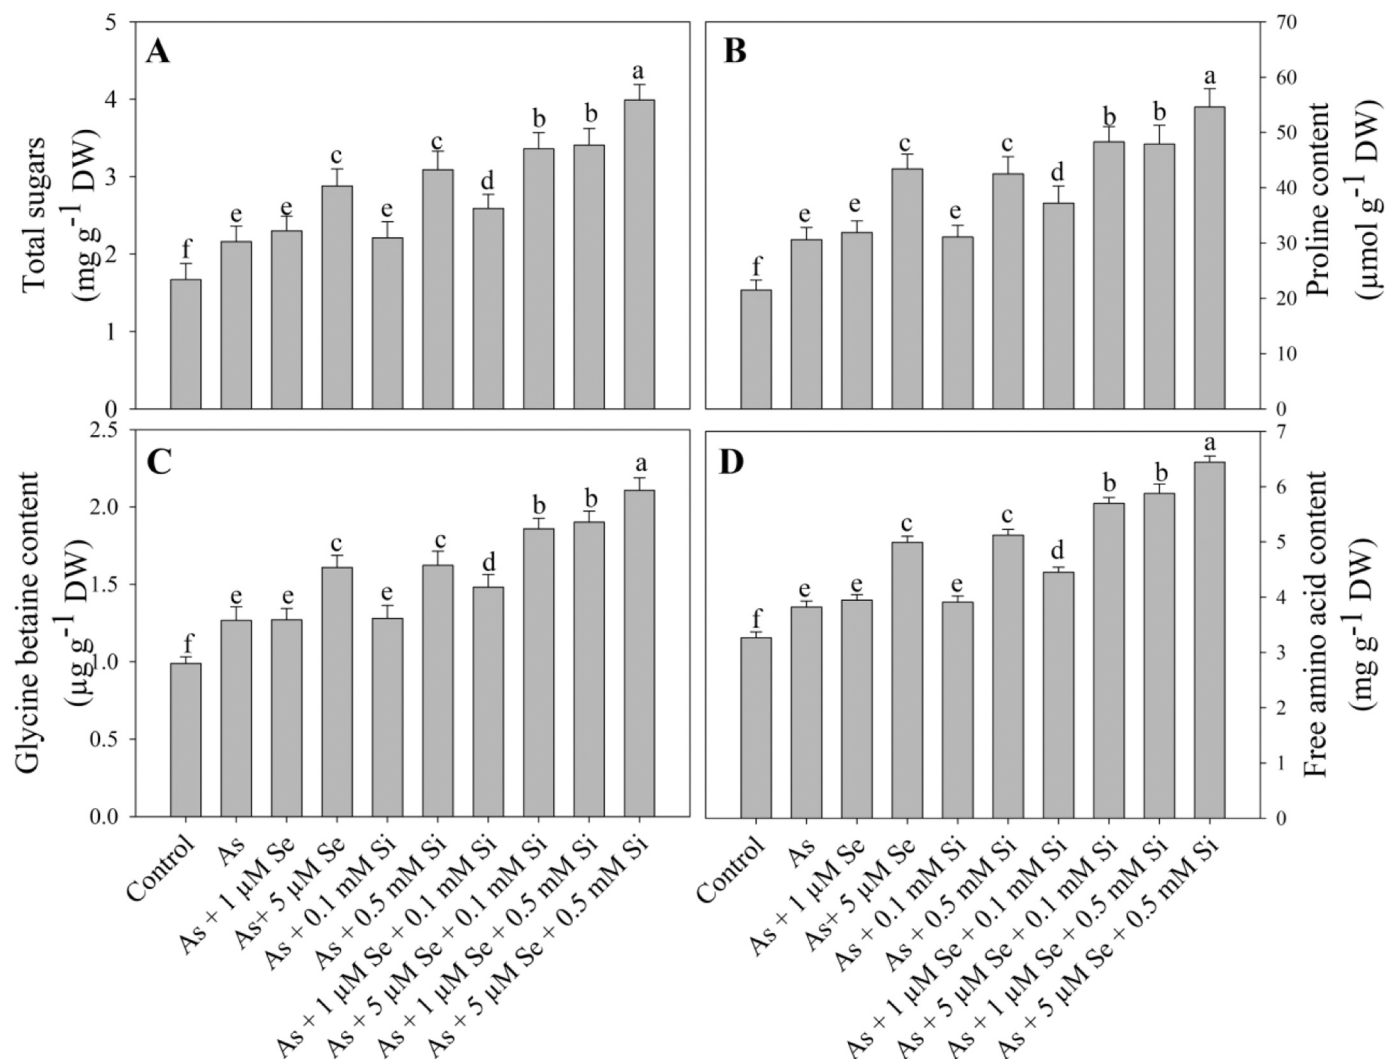 A
Total sugars
(mg g-1 DW)
5
4
3
2
1
0
f
e
e
c
e
c
d
b
b
a
B
Proline content
(µmol g-1 DW)
70
60
50
40
30
20
10
0
f
e
e
c
e
c
d
b
b
a
C
Glycine betaine content
(µg g-1 DW)
2.5
2.0
1.5
1.0
0.5
0.0
f
e
e
c
e
c
d
b
b
a
Control
As
As + 1 µM Se
As+ 5 µM Se
As + 0.1 mM Si
As + 0.5 mM Si
As + 1 µM Se + 0.1 mM Si
As + 5 µM Se + 0.1 mM Si
As + 1 µM Se + 0.5 mM Si
As + 5 µM Se + 0.5 mM Si
D
Free amino acid content
(mg g-1 DW)
7
6
5
4
3
2
1
0
f
e
e
c
e
c
d
b
b
a
Control
As
As + 1 µM Se
As+ 5 µM Se
As + 0.1 mM Si
As + 0.5 mM Si
As + 1 µM Se + 0.1 mM Si
As + 5 µM Se + 0.1 mM Si
As + 1 µM Se + 0.5 mM Si
As + 5 µM Se + 0.5 mM Si